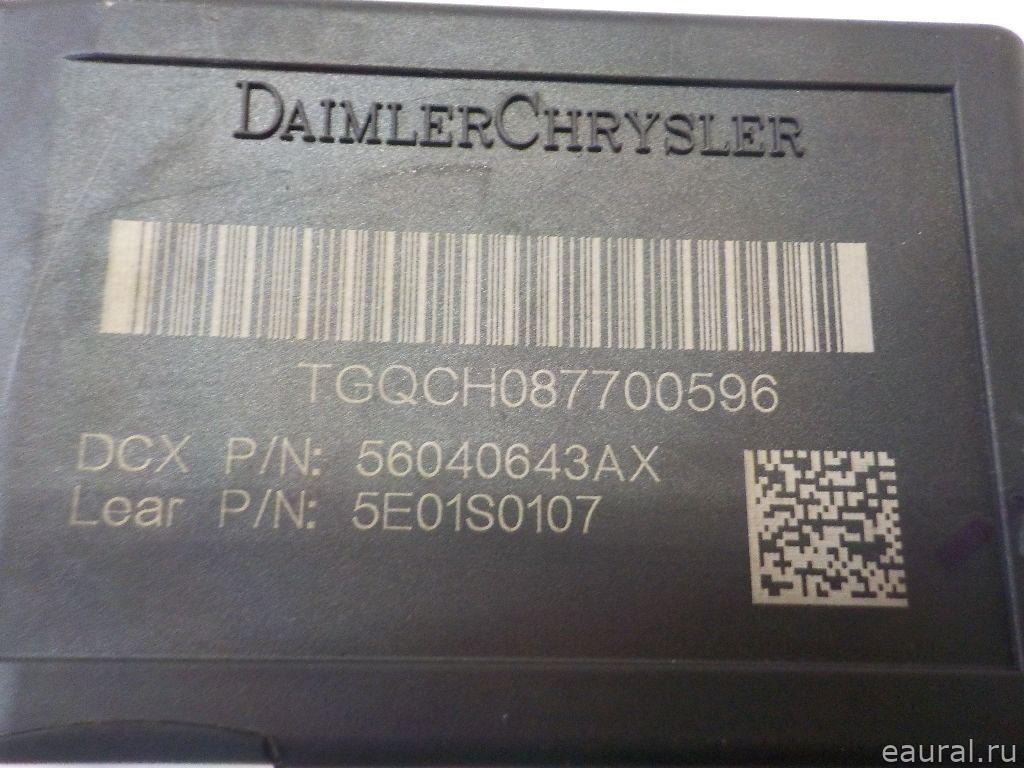 DAIMLERCHRYSLER
TGQCH087700596
DCX P/N: 56040643AX
Lear P/N: 5E01S0107
eaural.ru